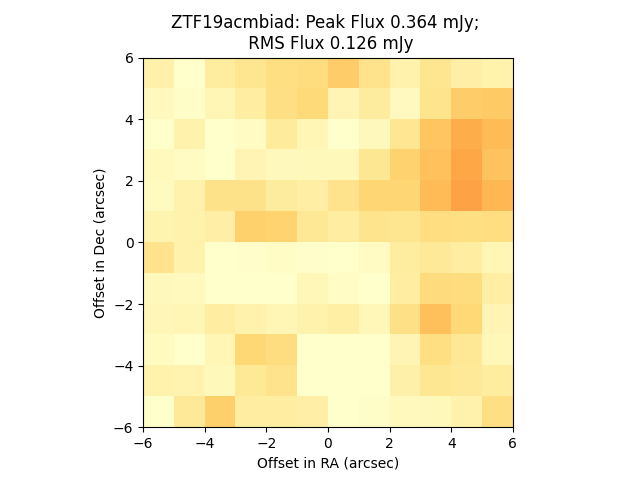 ZTF19acmbiad: Peak Flux 0.364 mJy;
RMS Flux 0.126 mJy
6
4
2
0
−2
−4
−6
Offset in Dec (arcsec)
−6 −4 −2 0 2 4 6
Offset in RA (arcsec)